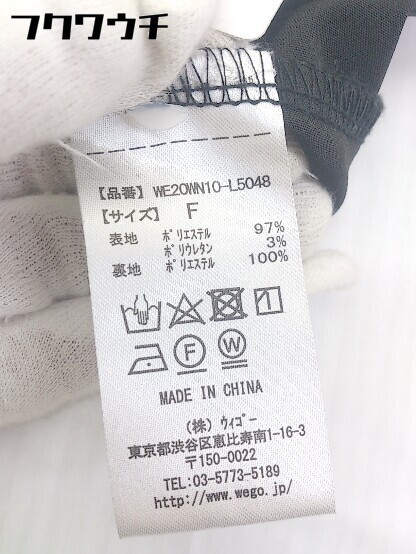 フクワウチ
【品番】 WE20WN10-L5048
【サイズ】 F
表地 ﾎﾟﾘｴｽﾃﾙ 97%
ﾎﾟﾘｳﾚﾀﾝ 3%
裏地 ﾎﾟﾘｴｽﾃﾙ 100%
F W
MADE IN CHINA
(株) ウィゴー
東京都渋谷区恵比寿南1-16-3
〒150-0022
TEL:03-5773-5189
http://www.wego.jp/